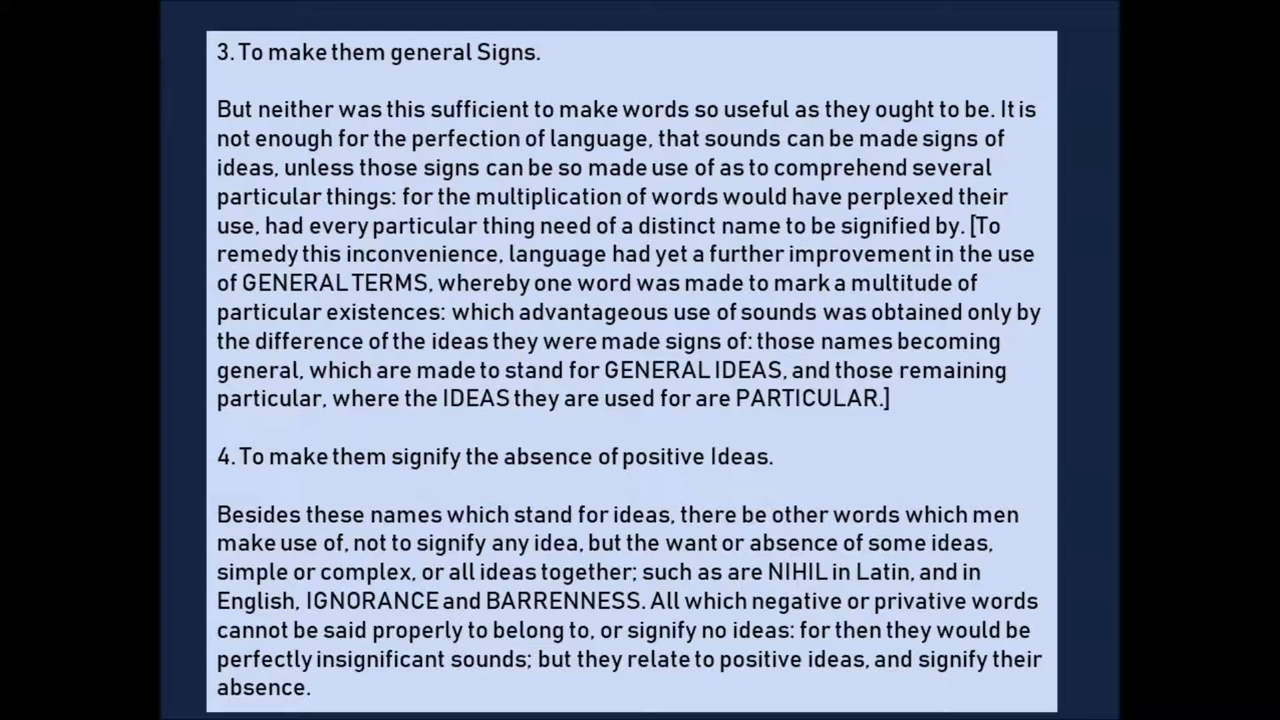 3. To make them general Signs.
But neither was this sufficient to make words so useful as they ought to be. It is
not enough for the perfection of language, that sounds can be made signs of
ideas, unless those signs can be so made use of as to comprehend several
particular things: for the multiplication of words would have perplexed their
use, had every particular thing need of a distinct name to be signified by. [To
remedy this inconvenience, language had yet a further improvement in the use
of GENERAL TERMS, whereby one word was made to mark a multitude of
particular existences: which advantageous use of sounds was obtained only by
the difference of the ideas they were made signs of: those names becoming
general, which are made to stand for GENERAL IDEAS, and those remaining
particular, where the IDEAS they are used for are PARTICULAR.]
4. To make them signify the absence of positive Ideas.
Besides these names which stand for ideas, there be other words which men
make use of, not to signify any idea, but the want or absence of some ideas,
simple or complex, or all ideas together; such as are NIHIL in Latin, and in
English, IGNORANCE and BARRENNESS. All which negative or privative words
cannot be said properly to belong to, or signify no ideas: for then they would be
perfectly insignificant sounds; but they relate to positive ideas, and signify their
absence.